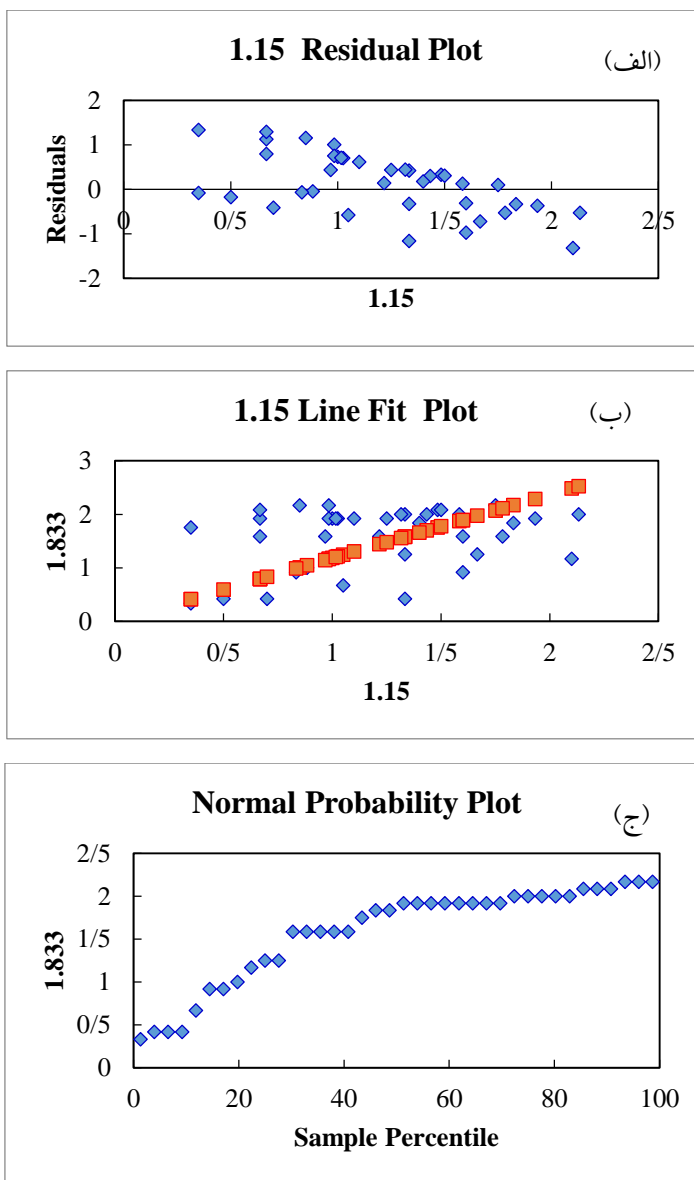 1.15 Residual Plot
(الف)
2
1
0
-1
-2
0 0/5 1 1/5 2 2/5
Residuals
1.15
1.15 Line Fit Plot
(ب)
3
2
1
0
0 0/5 1 1/5 2 2/5
1.833
1.15
Normal Probability Plot
(ج)
2/5
2
1/5
1
0/5
0
0 20 40 60 80 100
1.833
Sample Percentile